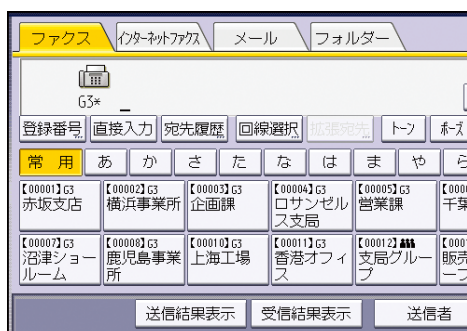 ファクス インターネットファクス メール フォルダー
G3*
_
登録番号 直接入力 宛先履歴 回線選択 拡張宛先 トーン ポーズ
常用 あ か さ た な は ま や ら
【00001】G3 【00002】G3 【00003】G3 【00004】G3 【00005】G3 【000
赤坂支店 横浜事業所 企画課 ロサンゼル 営業課 千葉
ス支局
【00007】G3 【00008】G3 【00010】G3 【00011】G3 【00012】 【000
沼津ショー 鹿児島事業 上海工場 香港オフィ 支局グルー 販売
ルーム 所 ス プ ープ
送信結果表示 受信結果表示 送信者